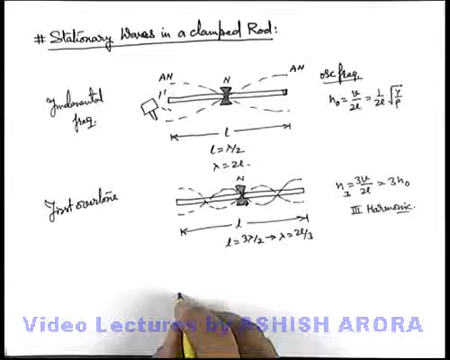 # Stationary Waves in a clamped Rod:
AN N AN
Fundamental freq.
osc freq.
n₀ = v/2l = 1/2l √(Y/ρ)
l
l = λ/2
λ = 2l
N
First overtone
n₁ = 3v/2l = 3n₀
III Harmonic.
l
l = 3λ/2 → λ = 2l/3
Video Lectures by ASHISH ARORA